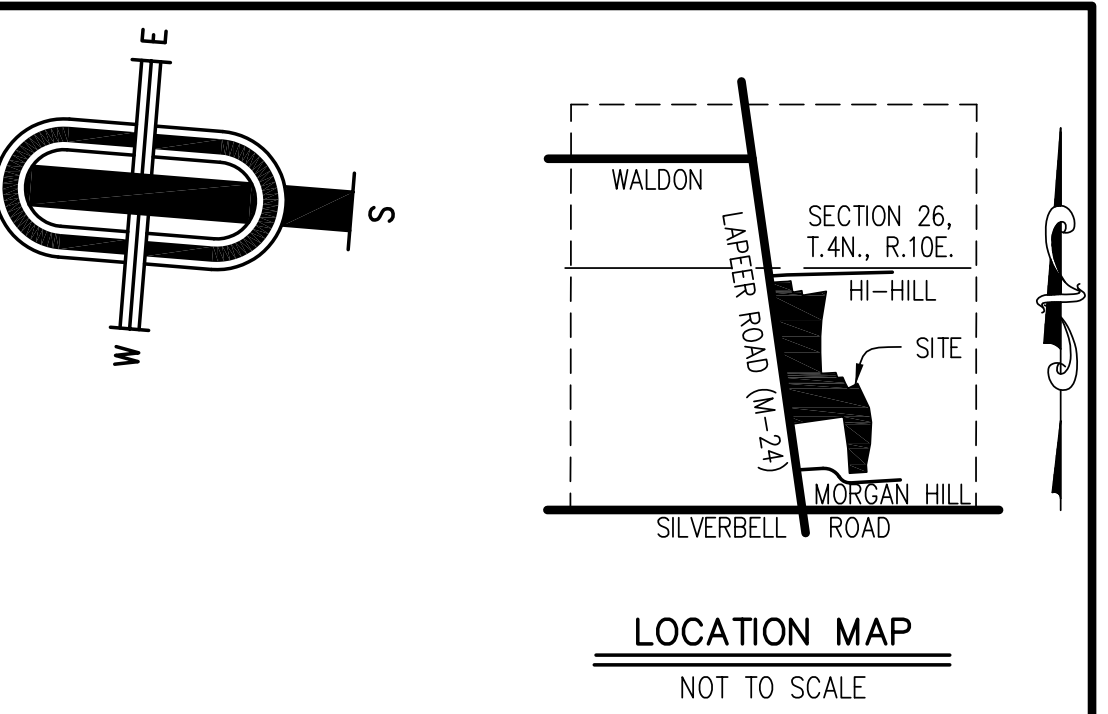 E
S
W
WALDON
LAPEER ROAD (M-24)
SECTION 26,
T.4N., R.10E.
HI-HILL
SITE
MORGAN HILL
SILVERBELL ROAD
LOCATION MAP
NOT TO SCALE